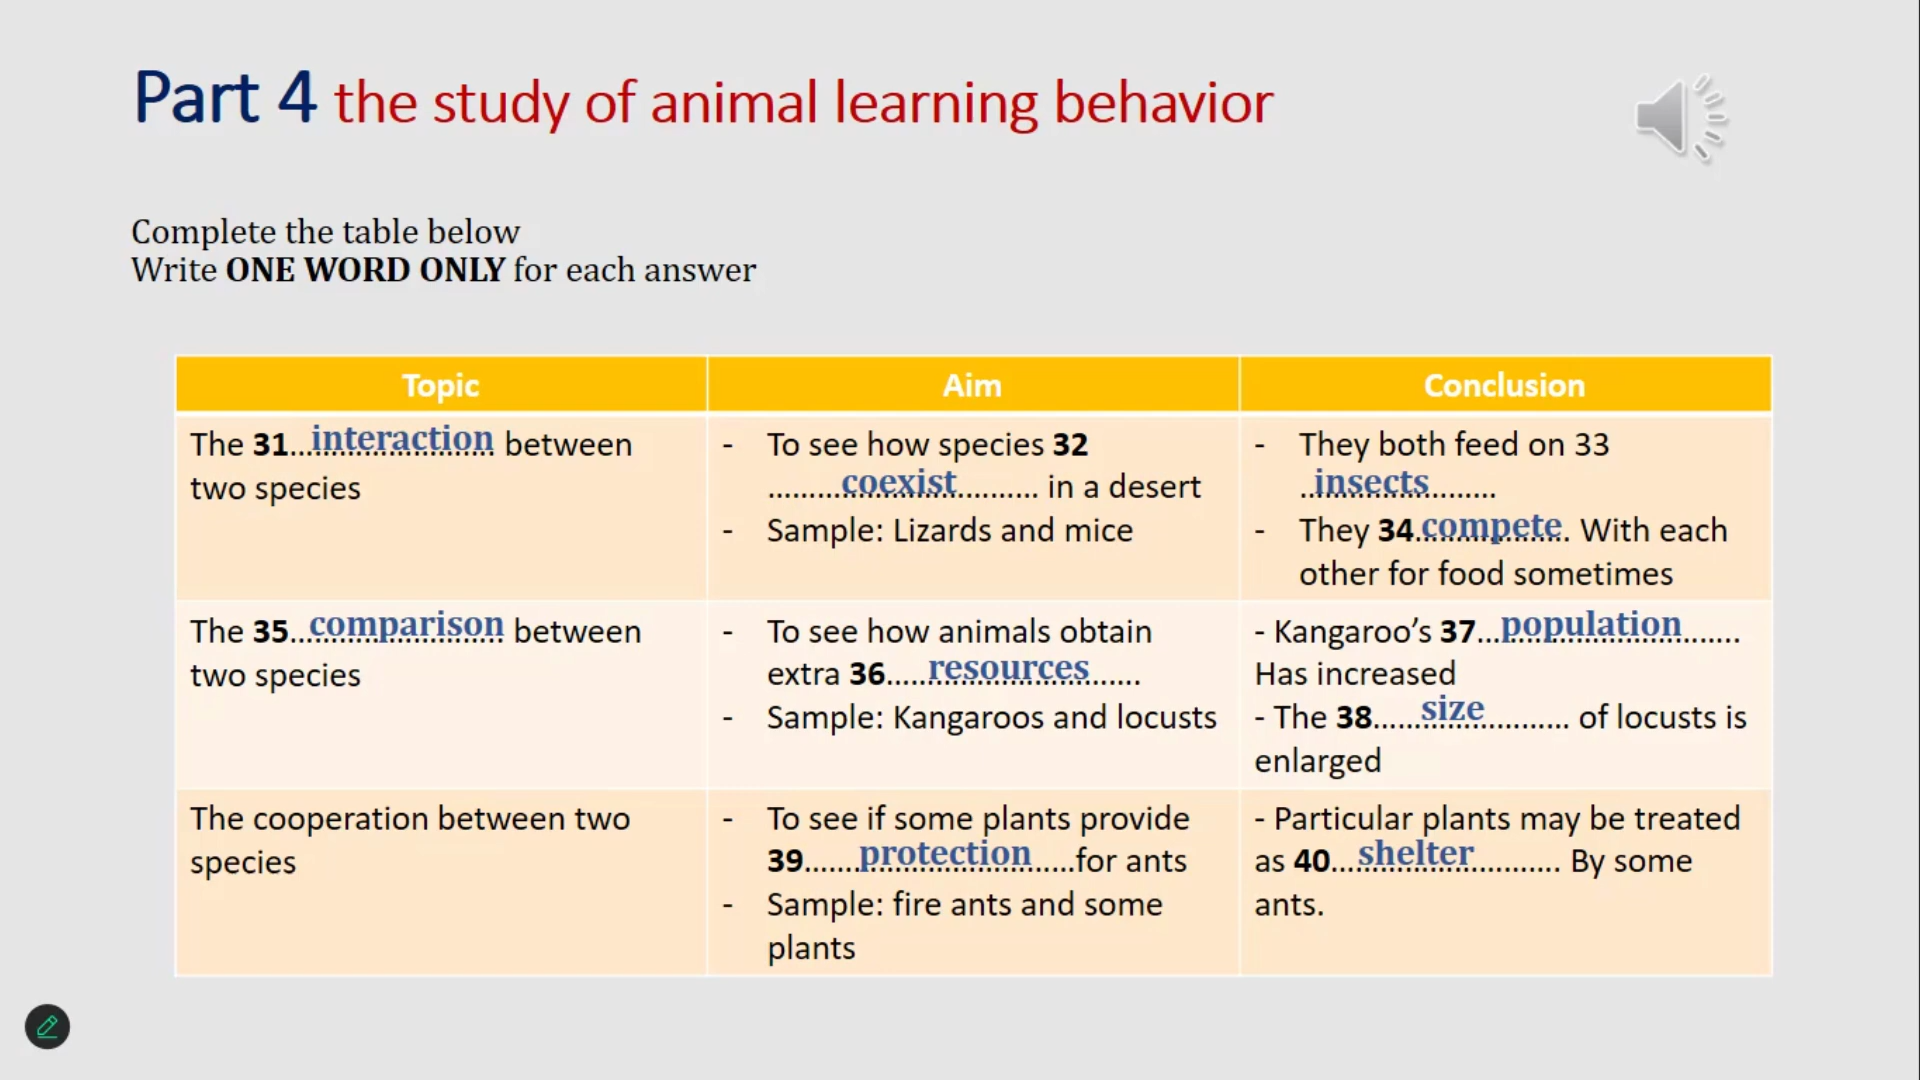 Part 4 the study of animal learning behavior
Complete the table below
Write ONE WORD ONLY for each answer
Topic
Aim
Conclusion
The 31...interaction between
two species
- To see how species 32
.........coexist.......... in a desert
- Sample: Lizards and mice
- They both feed on 33
..insects.......
- They 34.compete. With each
other for food sometimes
The 35..comparison between
two species
- To see how animals obtain
extra 36.....resources......
- Sample: Kangaroos and locusts
- Kangaroo’s 37...population......
Has increased
- The 38......size......... of locusts is
enlarged
The cooperation between two
species
- To see if some plants provide
39.......protection.....for ants
- Sample: fire ants and some
plants
- Particular plants may be treated
as 40...shelter.......... By some
ants.